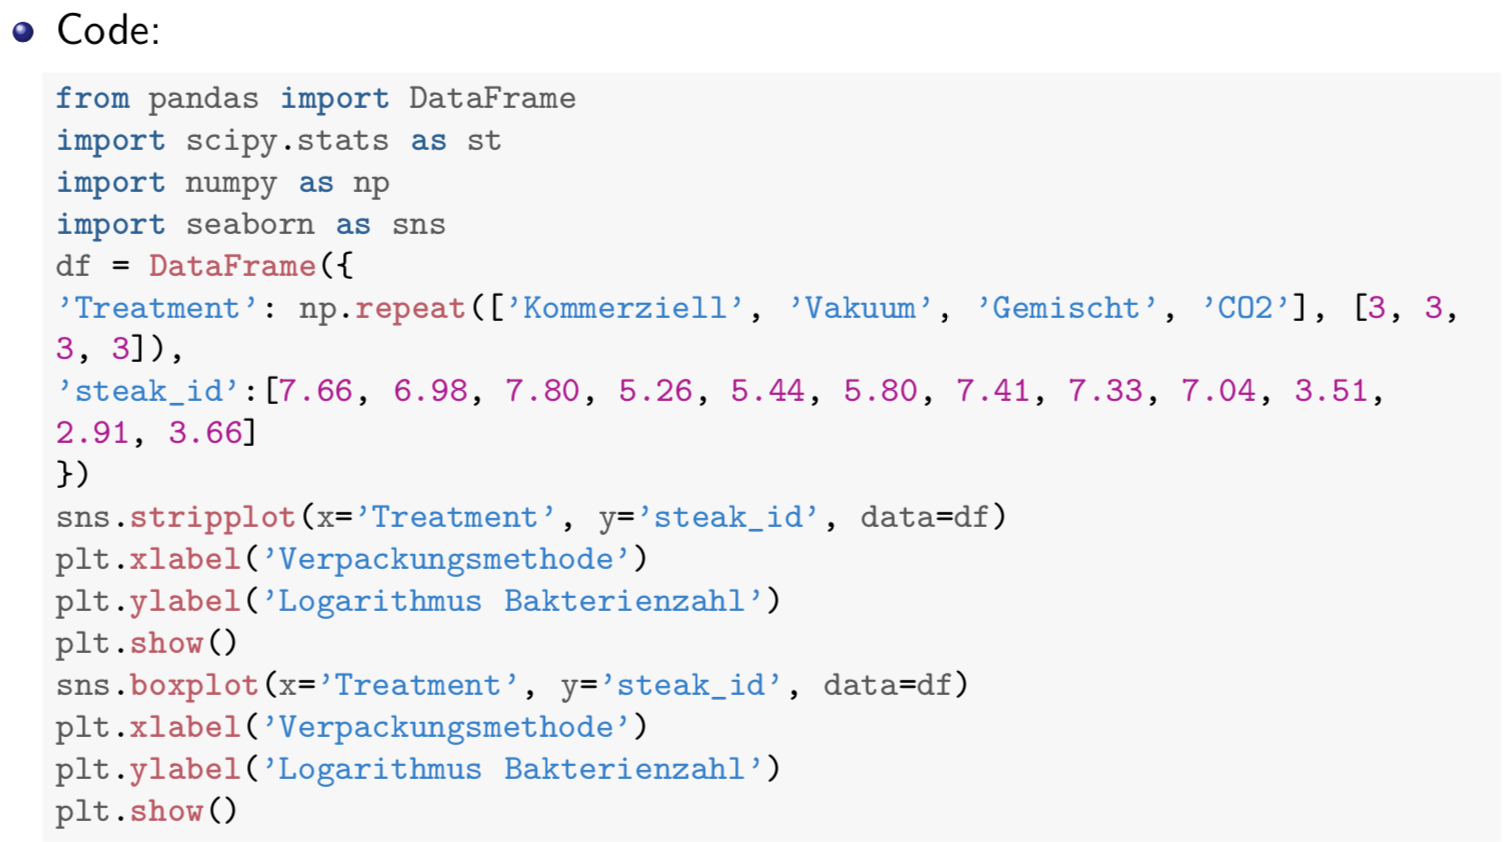 Code:
from pandas import DataFrame
import scipy.stats as st
import numpy as np
import seaborn as sns
df = DataFrame({
’Treatment’: np.repeat([’Kommerziell’, ’Vakuum’, ’Gemischt’, ’CO2’], [3, 3,
3, 3]),
’steak_id’:[7.66, 6.98, 7.80, 5.26, 5.44, 5.80, 7.41, 7.33, 7.04, 3.51,
2.91, 3.66]
})
sns.stripplot(x=’Treatment’, y=’steak_id’, data=df)
plt.xlabel(’Verpackungsmethode’)
plt.ylabel(’Logarithmus Bakterienzahl’)
plt.show()
sns.boxplot(x=’Treatment’, y=’steak_id’, data=df)
plt.xlabel(’Verpackungsmethode’)
plt.ylabel(’Logarithmus Bakterienzahl’)
plt.show()